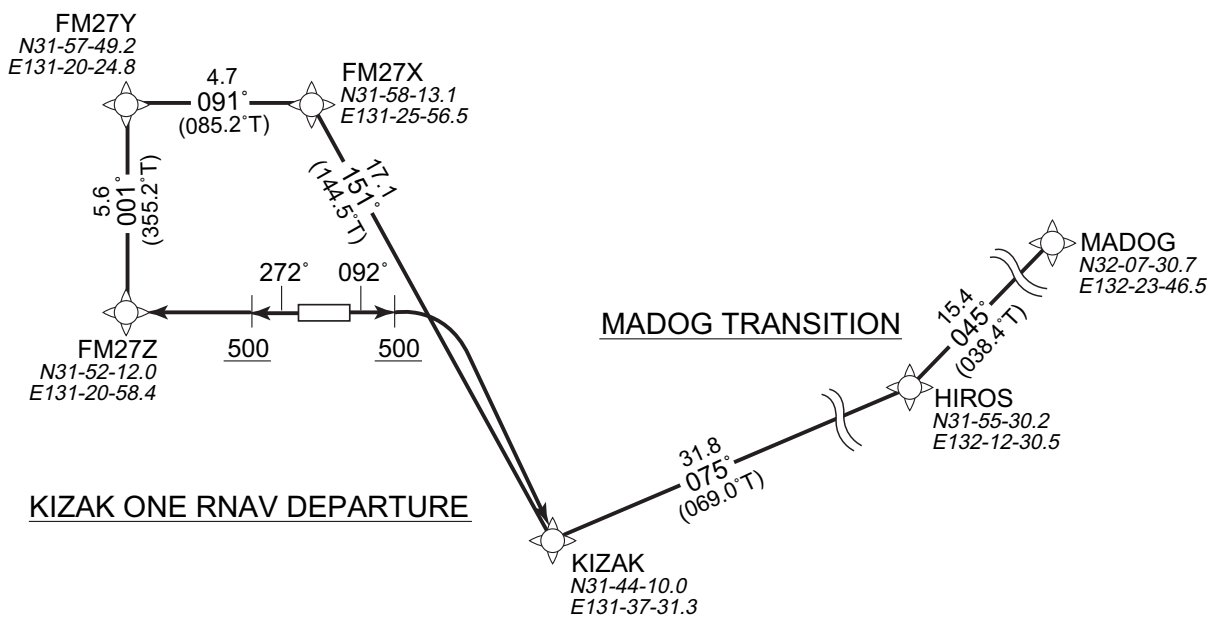 FM27Y
N31-57-49.2
E131-20-24.8
4.7
091°
(085.2°T)
FM27X
N31-58-13.1
E131-25-56.5
5.6
001°
(355.2°T)
17.1
151°
(144.5°T)
272°
092°
500
500
FM27Z
N31-52-12.0
E131-20-58.4
MADOG
N32-07-30.7
E132-23-46.5
MADOG TRANSITION
15.4
045°
(038.4°T)
HIROS
N31-55-30.2
E132-12-30.5
31.8
075°
(069.0°T)
KIZAK ONE RNAV DEPARTURE
KIZAK
N31-44-10.0
E131-37-31.3